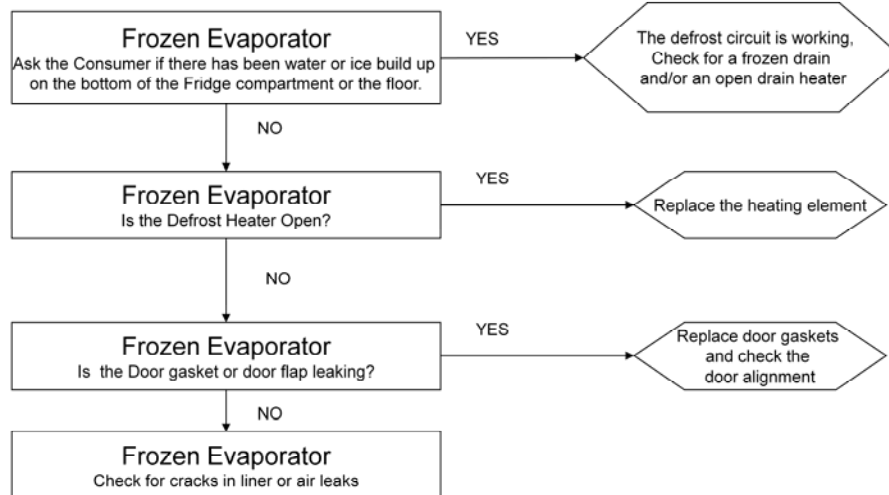 Frozen Evaporator
Ask the Consumer if there has been water or ice build up
on the bottom of the Fridge compartment or the floor.
YES
The defrost circuit is working,
Check for a frozen drain
and/or an open drain heater
NO
Frozen Evaporator
Is the Defrost Heater Open?
YES
Replace the heating element
NO
Frozen Evaporator
Is the Door gasket or door flap leaking?
YES
Replace door gaskets
and check the
door alignment
NO
Frozen Evaporator
Check for cracks in liner or air leaks